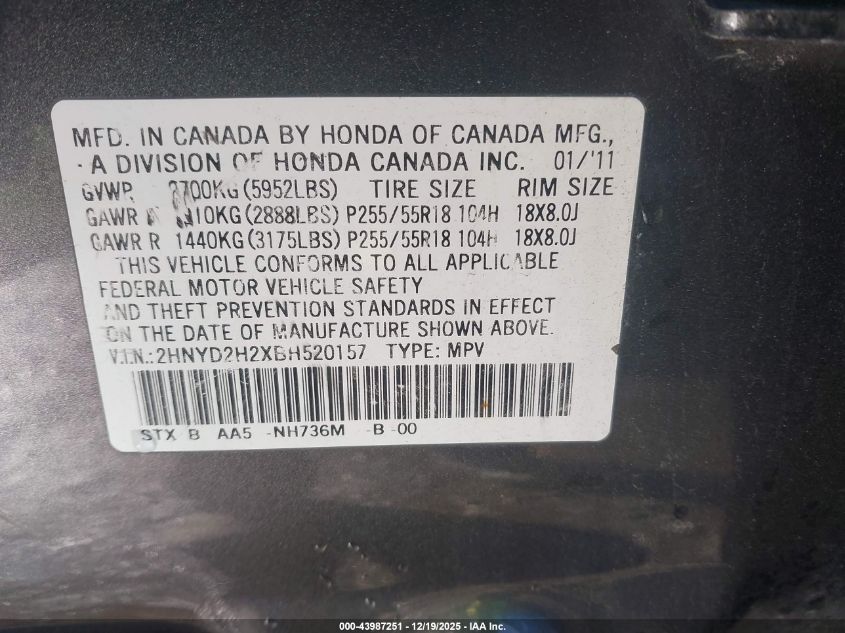 MFD. IN CANADA BY HONDA OF CANADA MFG.,
A DIVISION OF HONDA CANADA INC. 01/'11
GVWR 2700KG (5952LBS) TIRE SIZE RIM SIZE
GAWR (2888LBS) P255/55R18 104H 18X8.0J
GAWR R 1440KG (3175LBS) P255/55R18 104H 18X8.0J
THIS VEHICLE CONFORMS TO ALL APPLICABLE
FEDERAL MOTOR VEHICLE SAFETY
AND THEFT PREVENTION STANDARDS IN EFFECT
ON THE DATE OF MANUFACTURE SHOWN ABOVE.
V.I.N.: 2HNYD2H2XBH520157 TYPE: MPV
STX B AA5 -NH736M -B -00
000-43987251 - 12/19/2025 - IAA Inc.